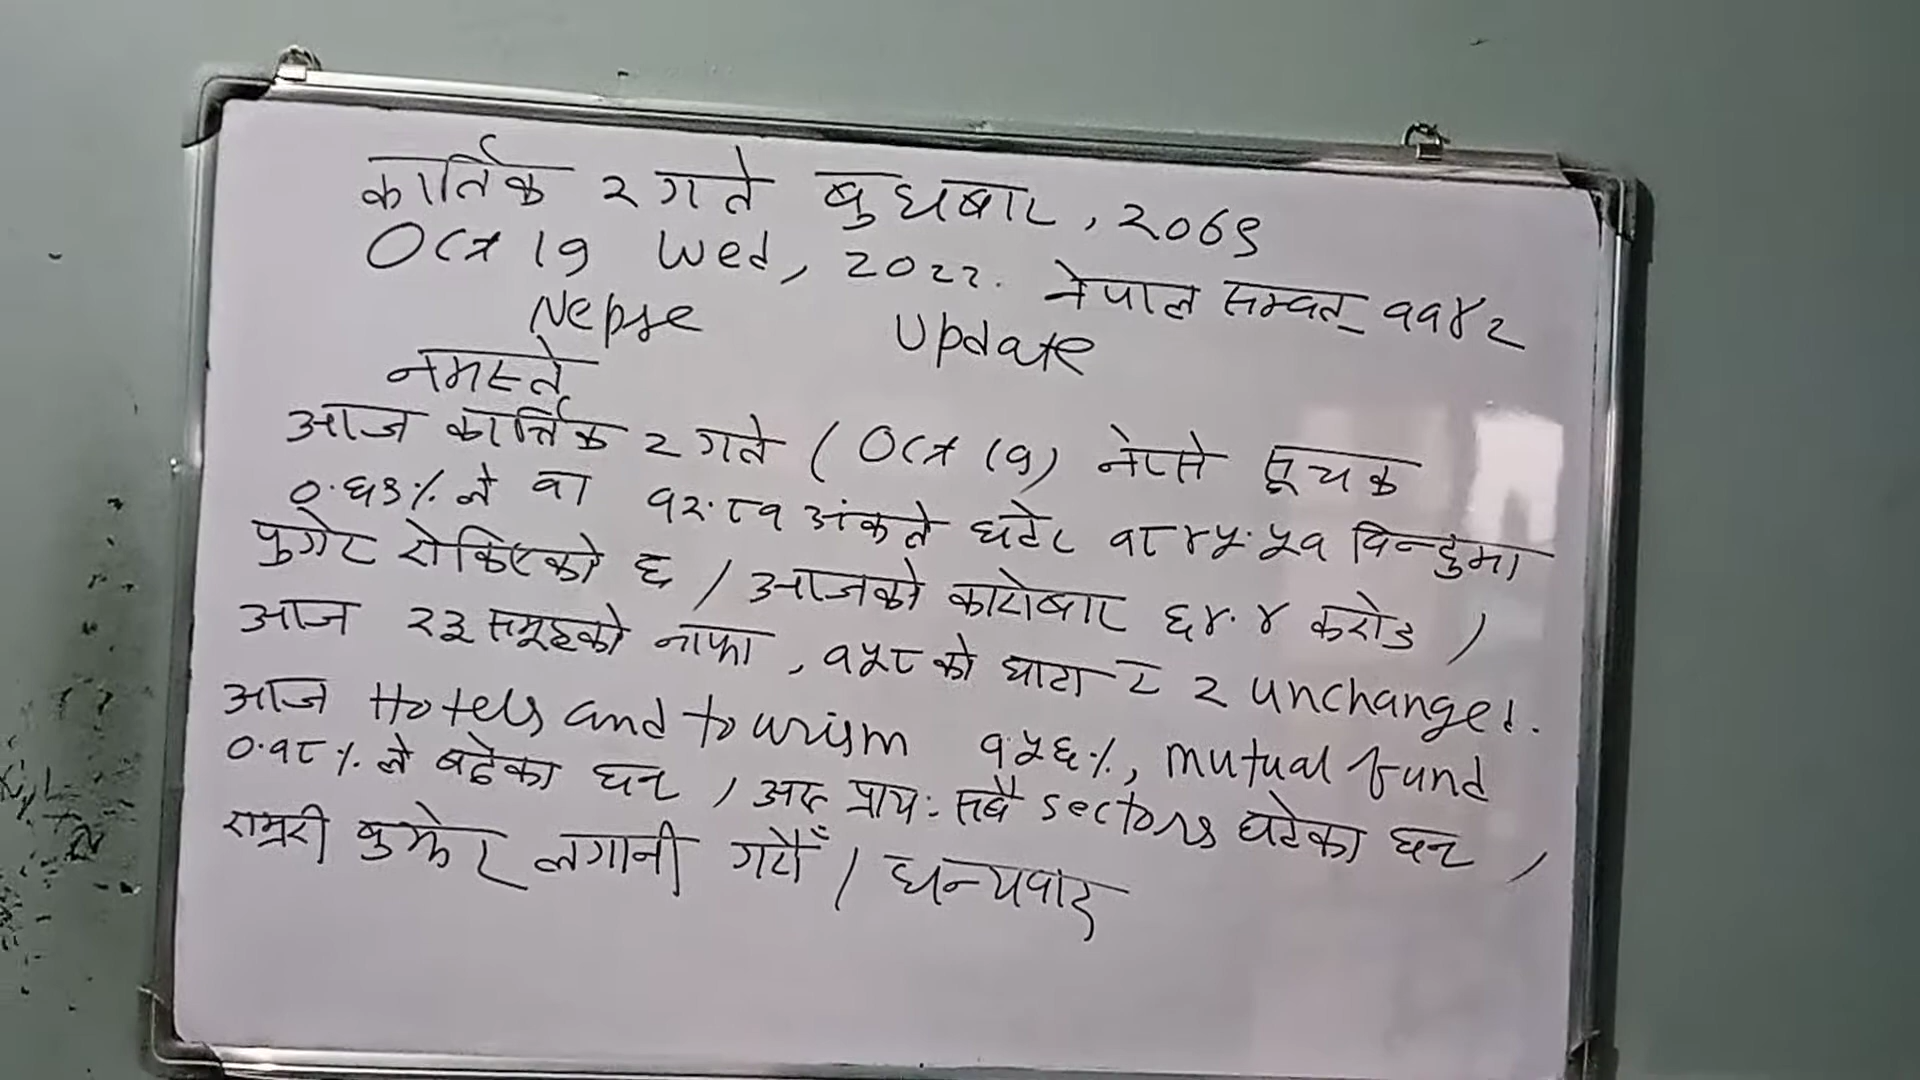 कार्तिक २ गते बुधबार, २०७९
Oct 19 Wed, 2022. नेपाल सम्वत् ११४२
Nepse Update
नमस्ते
आज कार्त्तिक २ गते (Oct 19) नेप्से सूचक
०.६९% ले वा १२.८१ अंकले घटेर १८४५.५१ विन्दुमा
पुगेर रोकिएको छ / आजको कारोबार ६४.४ करोड /
आज २३ समूहको नाफा, १५८ को घाटा र २ unchanged.
आज Hotels and tourism १.५६%, mutual fund
०.१८% ले बढेका छन् / अरु प्राय: सबै sectors घटेका छन् /
राम्ररी बुझेर लगानी गरौँ / धन्यवाद